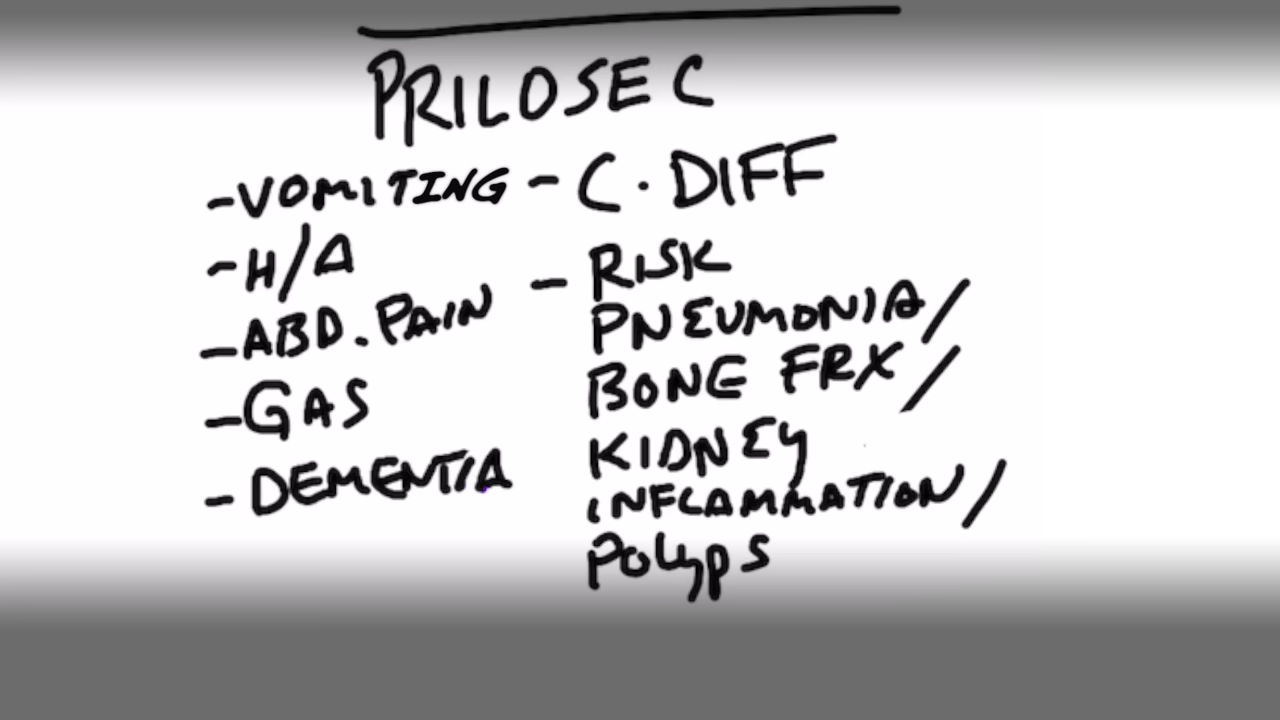 PRILOSEC
- VOMITING
- H/A
- ABD. PAIN
- GAS
- DEMENTIA
- C. DIFF
- RISK
PNEUMONIA/
BONE FRX/
KIDNEY
INFLAMMATION/
POLYPS